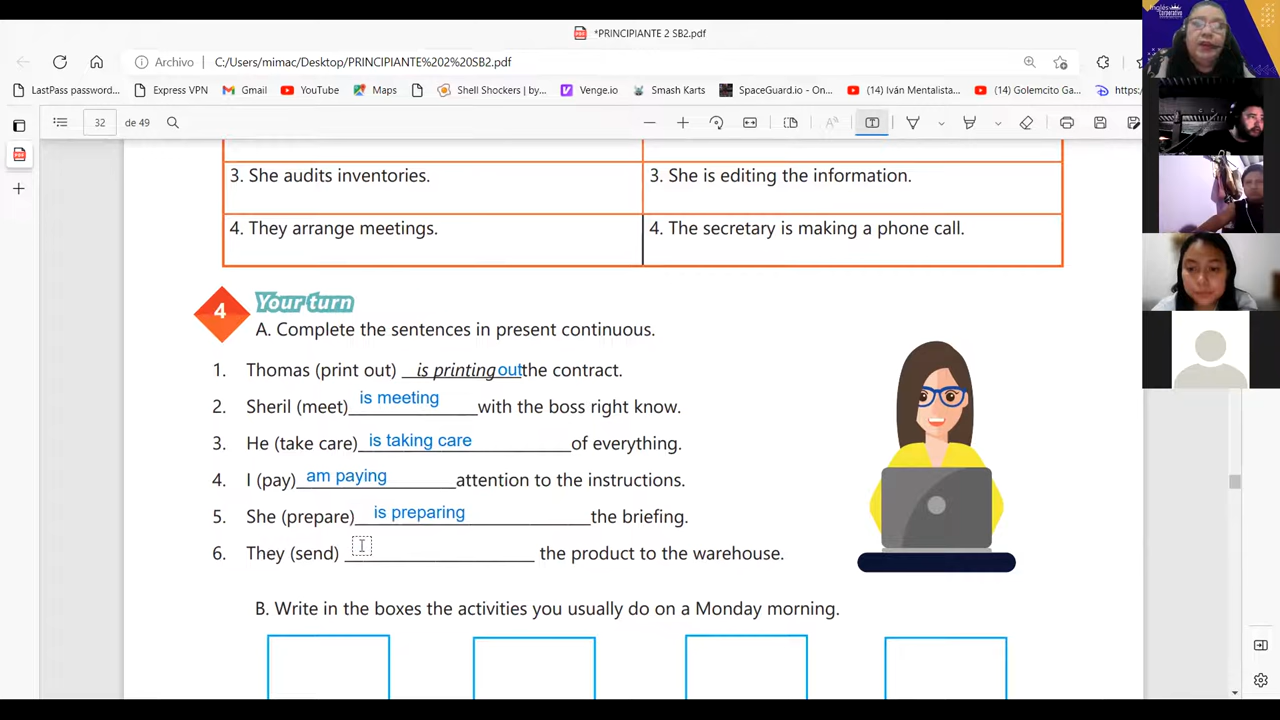 *PRINCIPIANTE 2 SB2.pdf
Archivo C:/Users/mimac/Desktop/PRINCIPIANTE%202%20SB2.pdf
LastPass password... Express VPN Gmail YouTube Maps Shell Shockers | by... Venge.io Smash Karts SpaceGuard.io - On... (14) Iván Mentalista... (14) Golemcito Ga... https:
32 de 49
3. She audits inventories. 3. She is editing the information.
4. They arrange meetings. 4. The secretary is making a phone call.
4 Your turn
A. Complete the sentences in present continuous.
1. Thomas (print out) __is printing out the contract.
2. Sheril (meet) is meeting with the boss right know.
3. He (take care) is taking care of everything.
4. I (pay) am paying attention to the instructions.
5. She (prepare) is preparing the briefing.
6. They (send) ____ the product to the warehouse.
B. Write in the boxes the activities you usually do on a Monday morning.
Inglés
corporativo